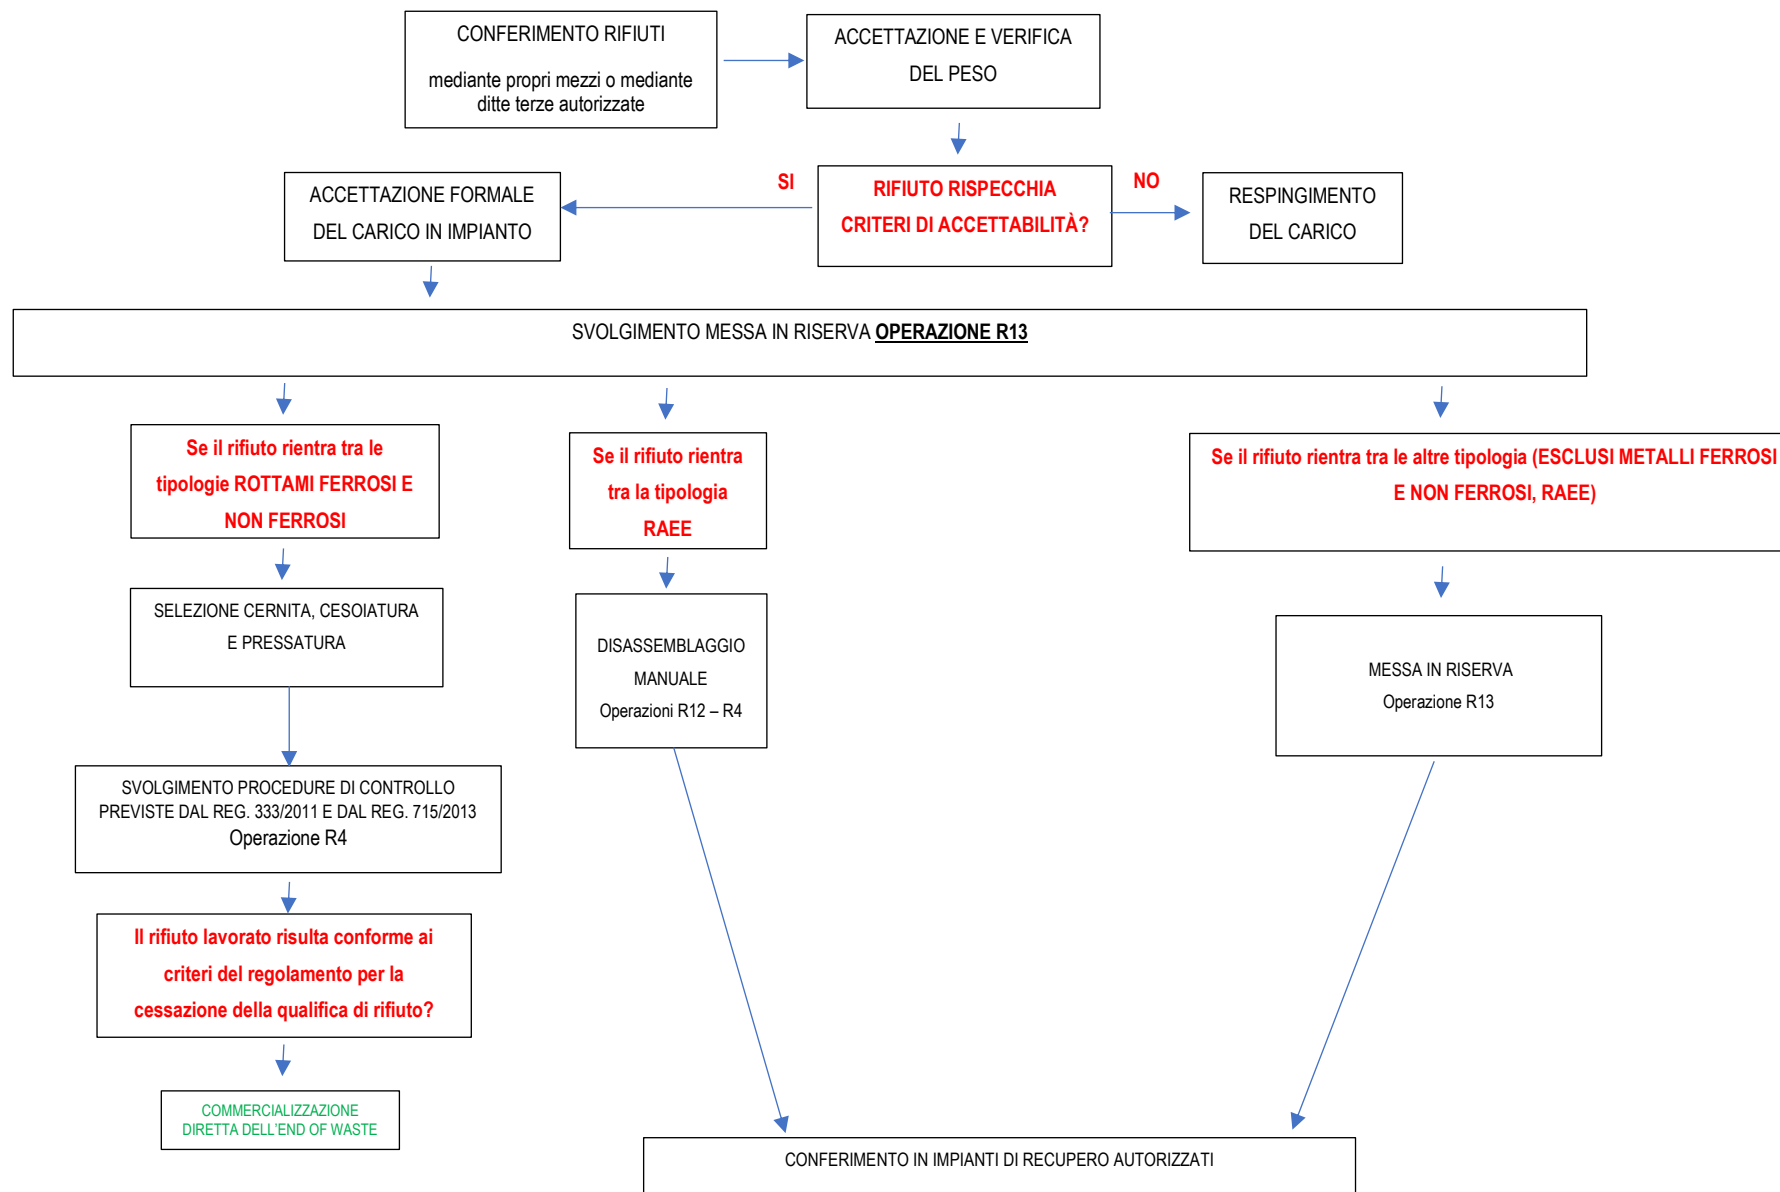 CONFERIMENTO RIFIUTI
mediante propri mezzi o mediante
ditte terze autorizzate
ACCETTAZIONE E VERIFICA
DEL PESO
ACCETTAZIONE FORMALE
DEL CARICO IN IMPIANTO
SI
RIFIUTO RISPECCHIA
CRITERI DI ACCETTABILITÀ?
NO
RESPINGIMENTO
DEL CARICO
SVOLGIMENTO MESSA IN RISERVA OPERAZIONE R13
Se il rifiuto rientra tra le
tipologie ROTTAMI FERROSI E
NON FERROSI
Se il rifiuto rientra
tra la tipologia
RAEE
Se il rifiuto rientra tra le altre tipologia (ESCLUSI METALLI FERROSI
E NON FERROSI, RAEE)
SELEZIONE CERNITA, CESOIATURA
E PRESSATURA
DISASSEMBLAGGIO
MANUALE
Operazioni R12 – R4
MESSA IN RISERVA
Operazione R13
SVOLGIMENTO PROCEDURE DI CONTROLLO
PREVISTE DAL REG. 333/2011 E DAL REG. 715/2013
Operazione R4
Il rifiuto lavorato risulta conforme ai
criteri del regolamento per la
cessazione della qualifica di rifiuto?
COMMERCIALIZZAZIONE
DIRETTA DELL'END OF WASTE
CONFERIMENTO IN IMPIANTI DI RECUPERO AUTORIZZATI